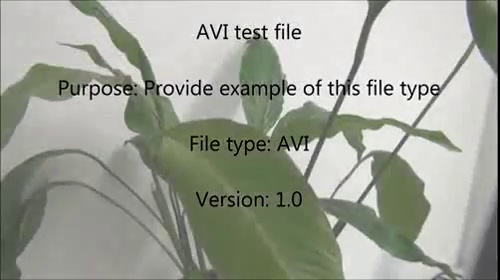 AVI test file
Purpose: Provide example of this file type
File type: AVI
Version: 1.0